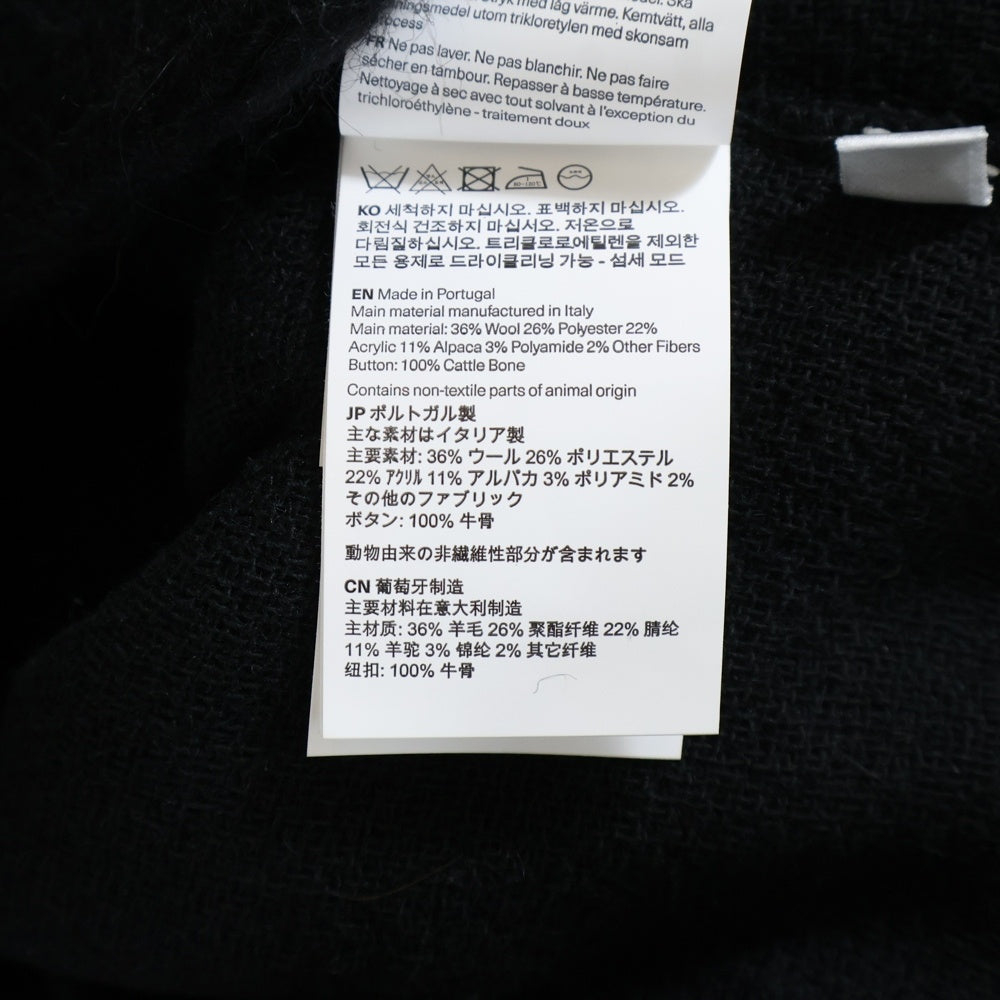 med låg värme. Kemtvätt, alla
utom trikloretylen med skonsam
FR Ne pas laver. Ne pas blanchir. Ne pas faire
sécher en tambour. Repasser à basse température.
Nettoyage à sec avec tout solvant à l'exception du
trichloroéthylène - traitement doux
KO 세척하지 마십시오. 표백하지 마십시오.
회전식 건조하지 마십시오. 저온으로
다림질하십시오. 트리클로로에틸렌을 제외한
모든 용제로 드라이클리닝 가능 - 섬세 모드
EN Made in Portugal
Main material manufactured in Italy
Main material: 36% Wool 26% Polyester 22%
Acrylic 11% Alpaca 3% Polyamide 2% Other Fibers
Button: 100% Cattle Bone
Contains non-textile parts of animal origin
JP ポルトガル製
主な素材はイタリア製
主要素材: 36% ウール 26% ポリエステル
22% ｱｸﾘﾙ 11% アルパカ 3% ポリアミド 2%
その他のファブリック
ボタン: 100% 牛骨
動物由来の非繊維性部分が含まれます
CN 葡萄牙制造
主要材料在意大利制造
主材质: 36% 羊毛 26% 聚酯纤维 22% 腈纶
11% 羊驼 3% 锦纶 2% 其它纤维
纽扣: 100% 牛骨